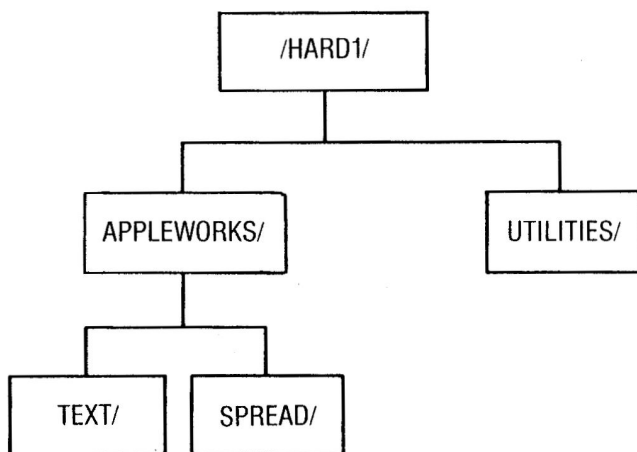 /HARD1/
APPLEWORKS/
UTILITIES/
TEXT/
SPREAD/